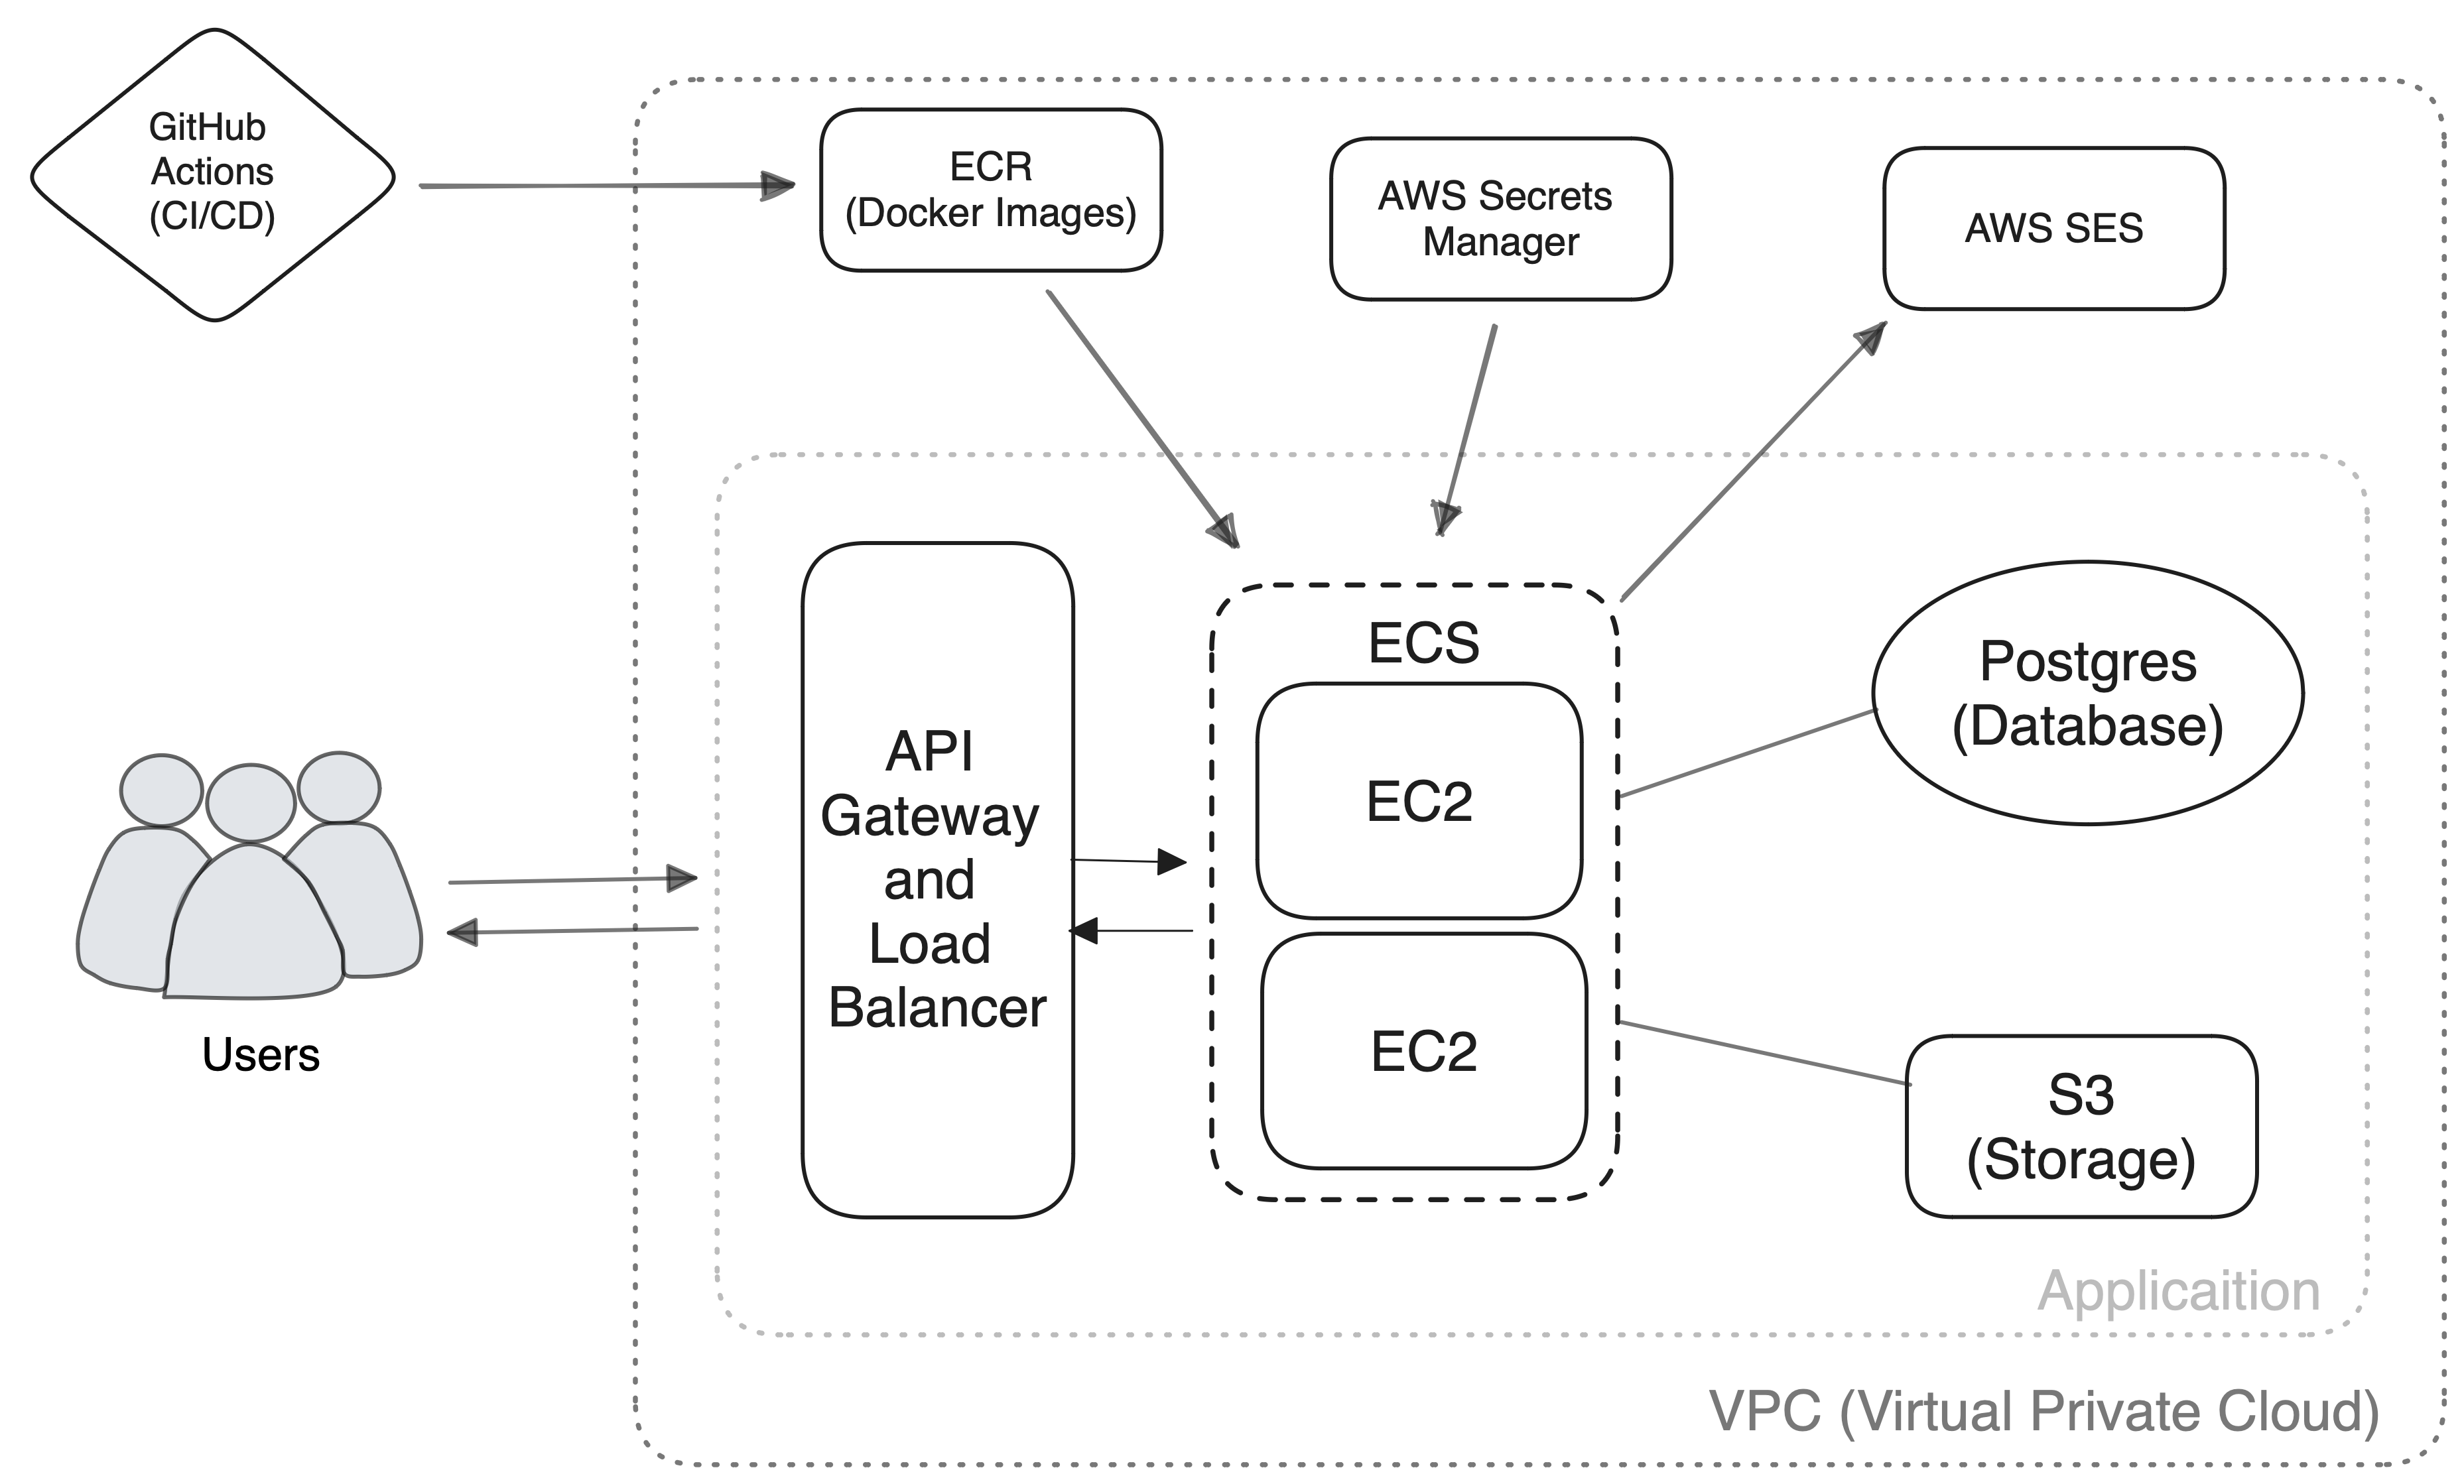 GitHub
Actions
(CI/CD)
ECR
(Docker Images)
AWS Secrets
Manager
AWS SES
API
Gateway
and
Load
Balancer
ECS
EC2
EC2
Postgres
(Database)
S3
(Storage)
Users
Applicaition
VPC (Virtual Private Cloud)